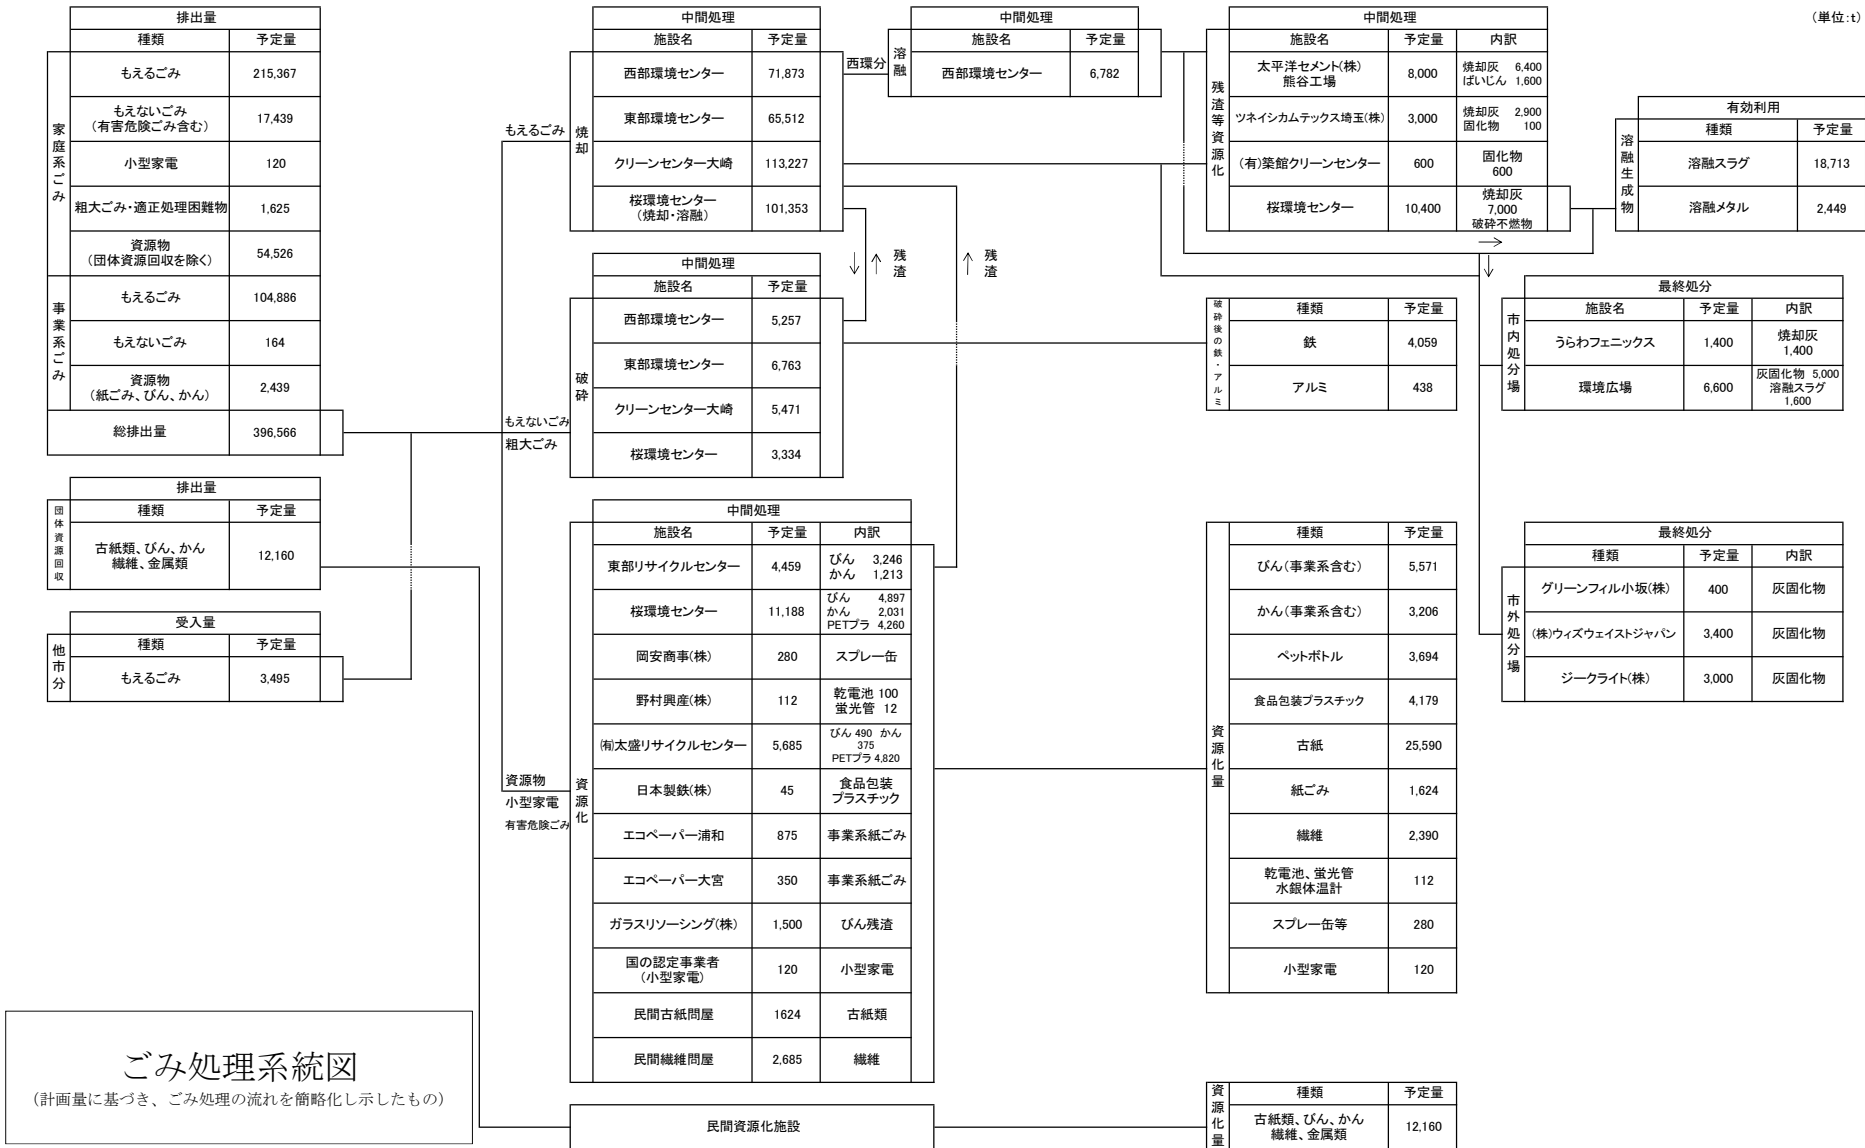 (単位:t)
排出量
種類 予定量
家庭系ごみ
もえるごみ 215,367
もえないごみ
(有害危険ごみ含む) 17,439
小型家電 120
粗大ごみ・適正処理困難物 1,625
資源物
(団体資源回収を除く) 54,526
事業系ごみ
もえるごみ 104,886
もえないごみ 164
資源物
(紙ごみ、びん、かん) 2,439
総排出量 396,566
排出量
団体資源回収
種類 予定量
古紙類、びん、かん
繊維、金属類 12,160
受入量
他市分
種類 予定量
もえるごみ 3,495
もえるごみ
もえないごみ
粗大ごみ
資源物
小型家電
有害危険ごみ
中間処理
焼却
施設名 予定量
西部環境センター 71,873
東部環境センター 65,512
クリーンセンター大崎 113,227
桜環境センター
(焼却・溶融) 101,353
西環分
↓ ↑ 残渣
↑ 残渣
中間処理
破砕
施設名 予定量
西部環境センター 5,257
東部環境センター 6,763
クリーンセンター大崎 5,471
桜環境センター 3,334
中間処理
資源化
施設名 予定量 内訳
東部リサイクルセンター 4,459 びん 3,246
かん 1,213
桜環境センター 11,188 びん 4,897
かん 2,031
PETプラ 4,260
岡安商事(株) 280 スプレー缶
野村興産(株) 112 乾電池 100
蛍光管 12
㈲太盛リサイクルセンター 5,685 びん 490 かん
375
PETプラ 4,820
日本製鉄(株) 45 食品包装
プラスチック
エコペーパー浦和 875 事業系紙ごみ
エコペーパー大宮 350 事業系紙ごみ
ガラスリソーシング(株) 1,500 びん残渣
国の認定事業者
(小型家電) 120 小型家電
民間古紙問屋 1624 古紙類
民間繊維問屋 2,685 繊維
民間資源化施設
中間処理
溶融
施設名 予定量
西部環境センター 6,782
中間処理
残渣等資源化
施設名 予定量 内訳
太平洋セメント(株)
熊谷工場 8,000 焼却灰 6,400
ばいじん 1,600
ツネイシカムテックス埼玉(株) 3,000 焼却灰 2,900
固化物 100
(有)築館クリーンセンター 600 固化物
600
桜環境センター 10,400 焼却灰
7,000
破砕不燃物
→
↓
破砕後の鉄・アルミ
種類 予定量
鉄 4,059
アルミ 438
資源化量
種類 予定量
びん(事業系含む) 5,571
かん(事業系含む) 3,206
ペットボトル 3,694
食品包装プラスチック 4,179
古紙 25,590
紙ごみ 1,624
繊維 2,390
乾電池、蛍光管
水銀体温計 112
スプレー缶等 280
小型家電 120
資源化量
種類 予定量
古紙類、びん、かん
繊維、金属類 12,160
有効利用
溶融生成物
種類 予定量
溶融スラグ 18,713
溶融メタル 2,449
最終処分
市内処分場
施設名 予定量 内訳
うらわフェニックス 1,400 焼却灰
1,400
環境広場 6,600 灰固化物 5,000
溶融スラグ
1,600
最終処分
市外処分場
種類 予定量 内訳
グリーンフィル小坂(株) 400 灰固化物
(株)ウィズウェイストジャパン 3,400 灰固化物
ジークライト(株) 3,000 灰固化物
ごみ処理系統図
(計画量に基づき、ごみ処理の流れを簡略化し示したもの)